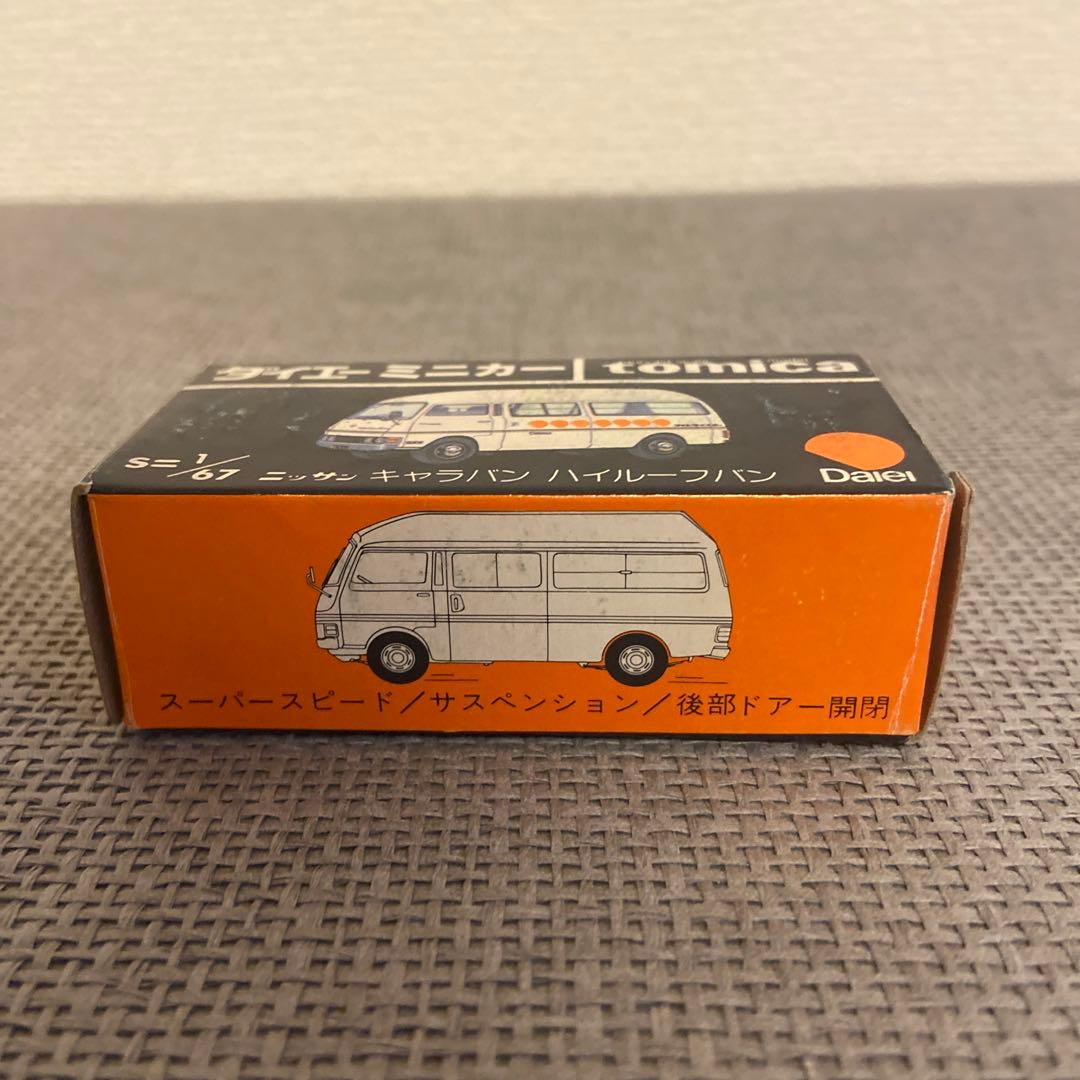 ダイエー ミニカー tomica
S=1/67 ニッサン キャラバン ハイルーフバン Daiei
スーパースピード/サスペンション/後部ドアー開閉